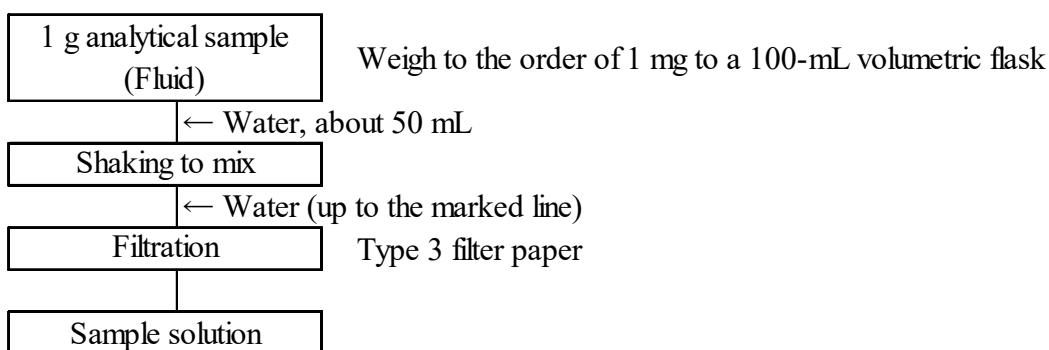 1 g analytical sample
(Fluid)
Weigh to the order of 1 mg to a 100-mL volumetric flask
← Water, about 50 mL
Shaking to mix
← Water (up to the marked line)
Filtration
Type 3 filter paper
Sample solution